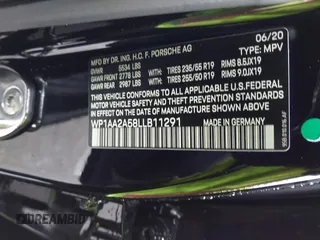 MFD. BY DR. ING. H.C. F. PORSCHE AG 06/20
GVWR 5534 LBS TYPE: MPV
GAWR FRONT 2778 LBS TIRES 235/55 R19 RIMS 8.5JX19
GAWR REAR 2987 LBS TIRES 255/50 R19 RIMS 9.0JX19
THIS VEHICLE CONFORMS TO ALL APPLICABLE U.S. FEDERAL
MOTOR VEHICLE SAFETY AND THEFT PREVENTION STANDARDS
IN EFFECT ON THE DATE OF MANUFACTURE SHOWN ABOVE.
WP1AA2A58LLB11291 MADE IN GERMANY
DREAMBID